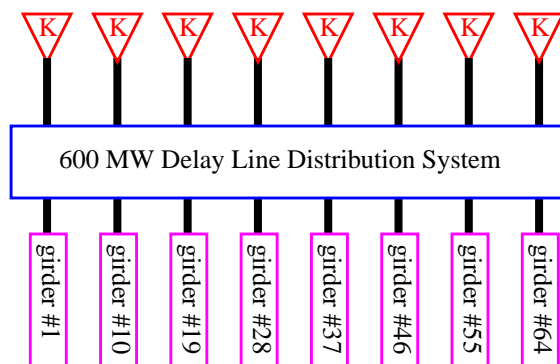 K K K K K K K K
600 MW Delay Line Distribution System
girder #1
girder #10
girder #19
girder #28
girder #37
girder #46
girder #55
girder #64